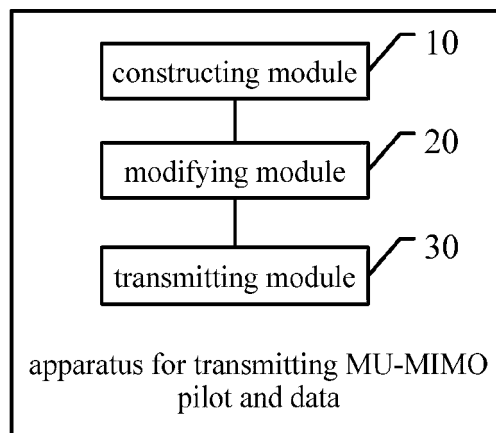 10
constructing module
20
modifying module
30
transmitting module
apparatus for transmitting MU-MIMO
pilot and data